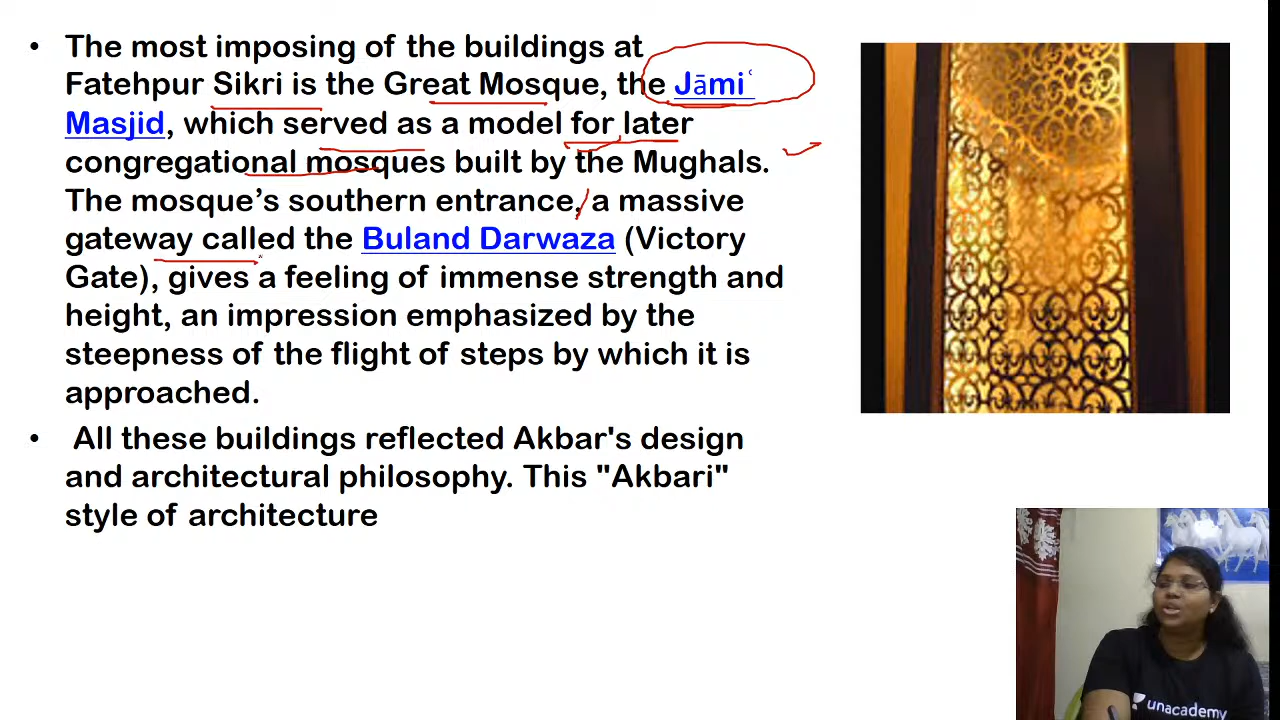 • The most imposing of the buildings at
Fatehpur Sikri is the Great Mosque, the Jāmiʿ
Masjid, which served as a model for later
congregational mosques built by the Mughals.
The mosque’s southern entrance, a massive
gateway called the Buland Darwaza (Victory
Gate), gives a feeling of immense strength and
height, an impression emphasized by the
steepness of the flight of steps by which it is
approached.
• All these buildings reflected Akbar's design
and architectural philosophy. This "Akbari"
style of architecture
unacademy